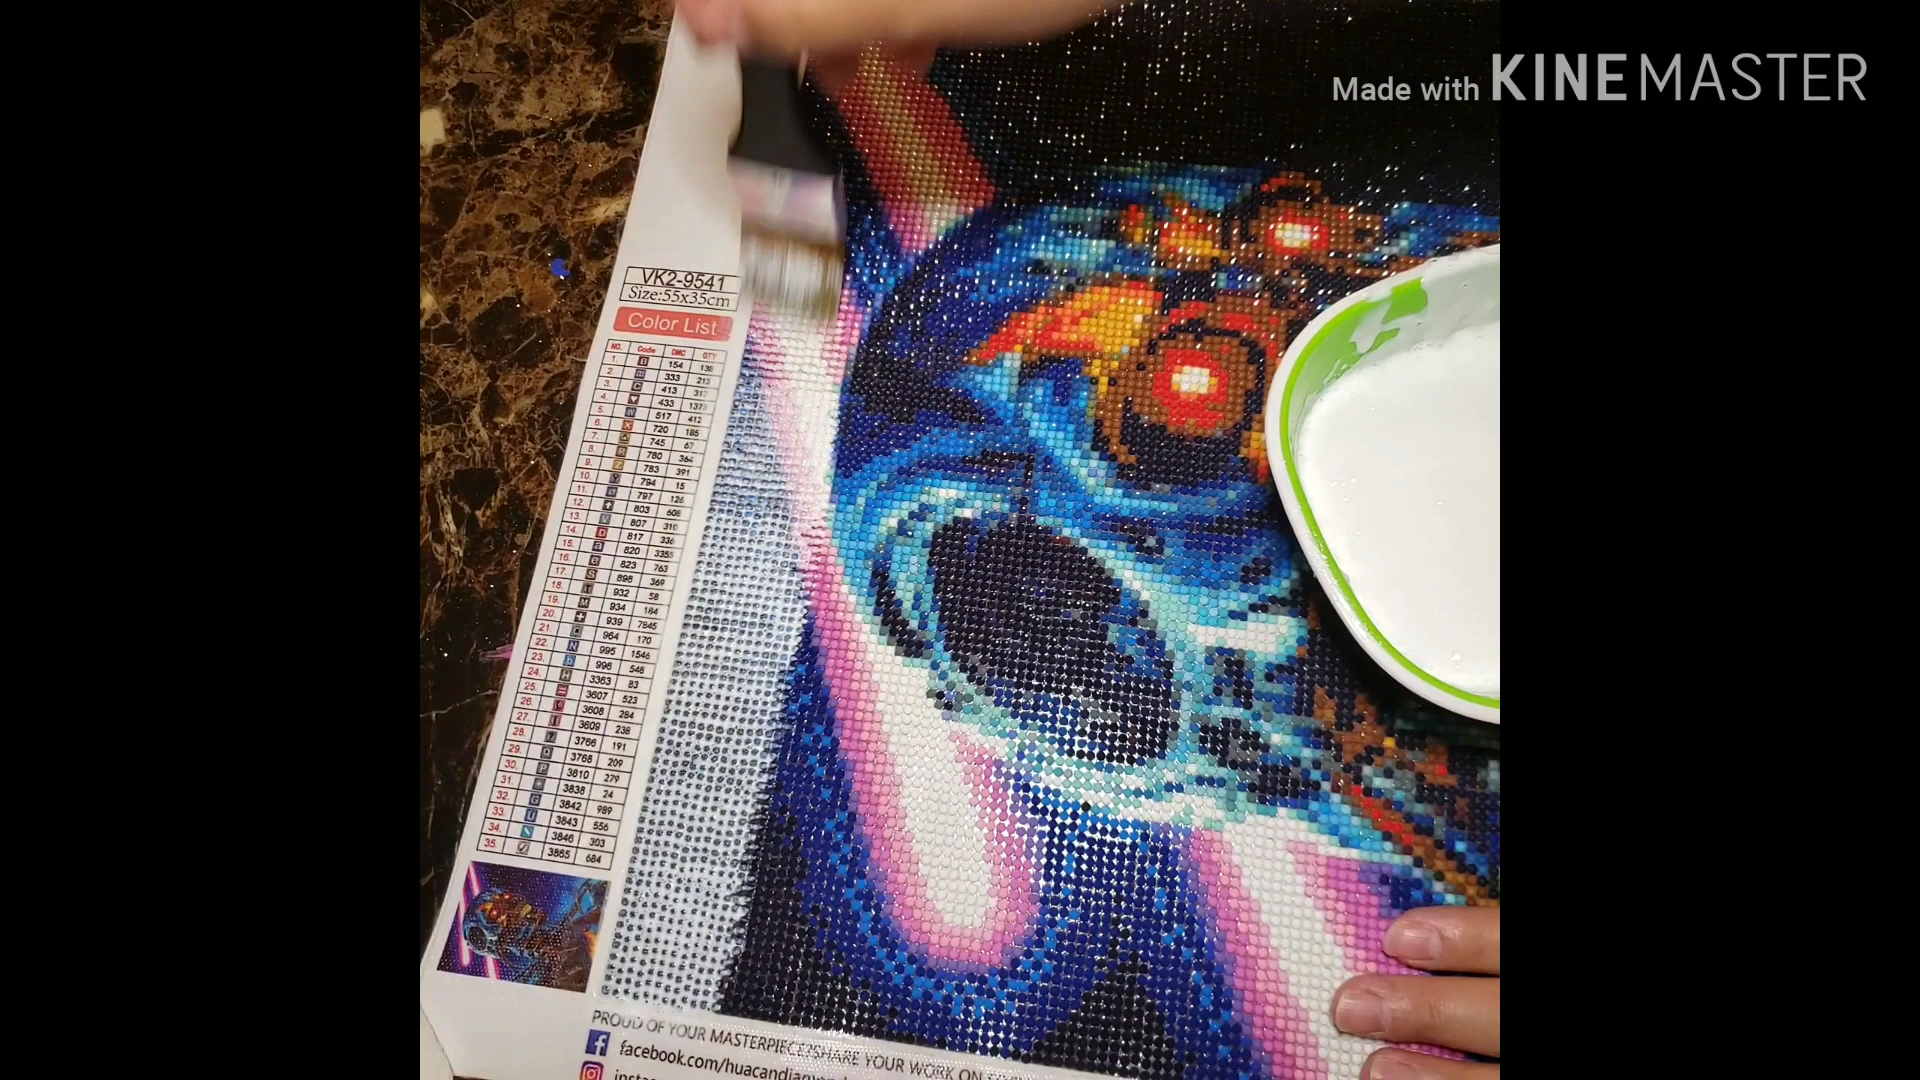 Made with KINEMASTER
VK2-9541
Size:55x35cm
Color List
NO. Code DMC QTY
1. 154 138
2. 333 213
3. C 413
4. 433 1373
5. 517 412
6. 720 185
7. 745 67
8. R 780 364
9. Z 783 391
10. 794 15
11. 797 126
12. 803 608
13. V 807 310
14. D 817 336
15. a 820 3355
16. e 823 763
17. S 898 369
18. 932 58
19. M 934 184
20. 939 7845
21. 964 170
22. N 995 1546
23. b 996 548
24. H 3363 83
25. 3607 523
26. 3608 284
27. 3609 238
28. 3766 191
29. 3768 209
30. P 3810 279
31. 3838 24
32. G 3842 989
33. U 3843 556
34. 3846 303
35. 3865 684
PROUD OF YOUR MASTERPIECE?SHARE YOUR WORK ON
facebook.com/huacandiamond